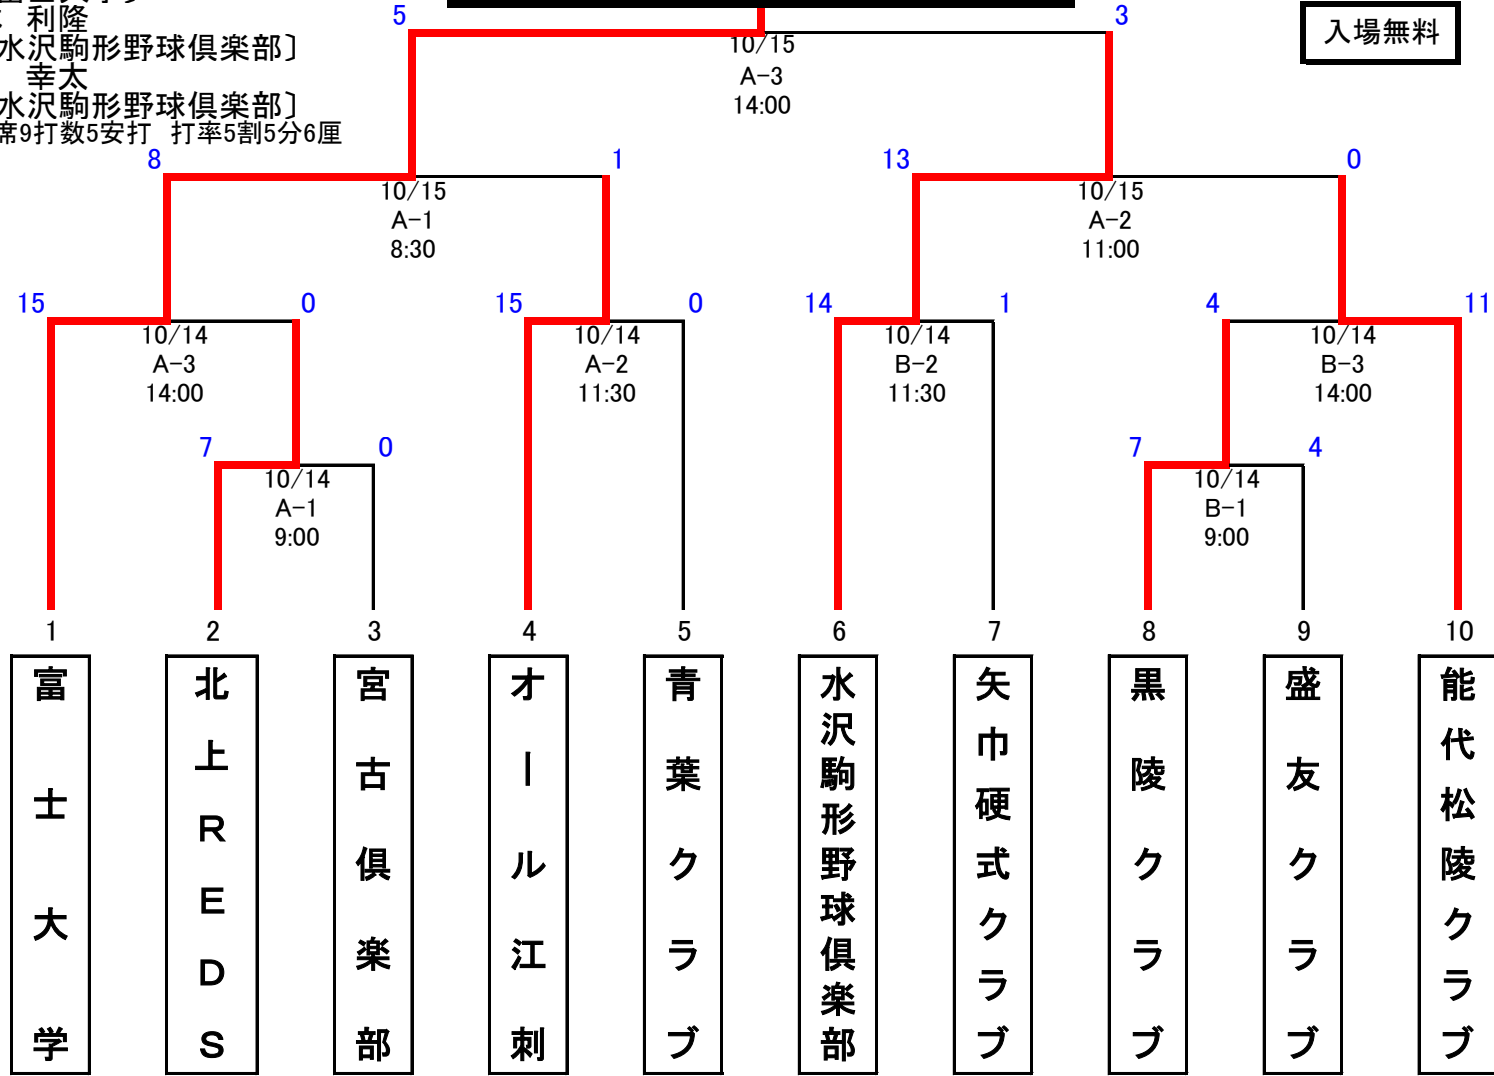 利隆
水沢駒形野球倶楽部〕
幸太
水沢駒形野球倶楽部〕
席9打数5安打 打率5割5分6厘
入場無料
5
3
10/15
A-3
14:00
8
1
13
0
10/15
A-1
8:30
10/15
A-2
11:00
15
0
15
0
14
1
4
11
10/14
A-3
14:00
10/14
A-2
11:30
10/14
B-2
11:30
10/14
B-3
14:00
7
0
7
4
10/14
A-1
9:00
10/14
B-1
9:00
1
2
3
4
5
6
7
8
9
10
富士大学
北上REDS
宮古倶楽部
オール江刺
青葉クラブ
水沢駒形野球倶楽部
矢巾硬式クラブ
黒陵クラブ
盛友クラブ
能代松陵クラブ